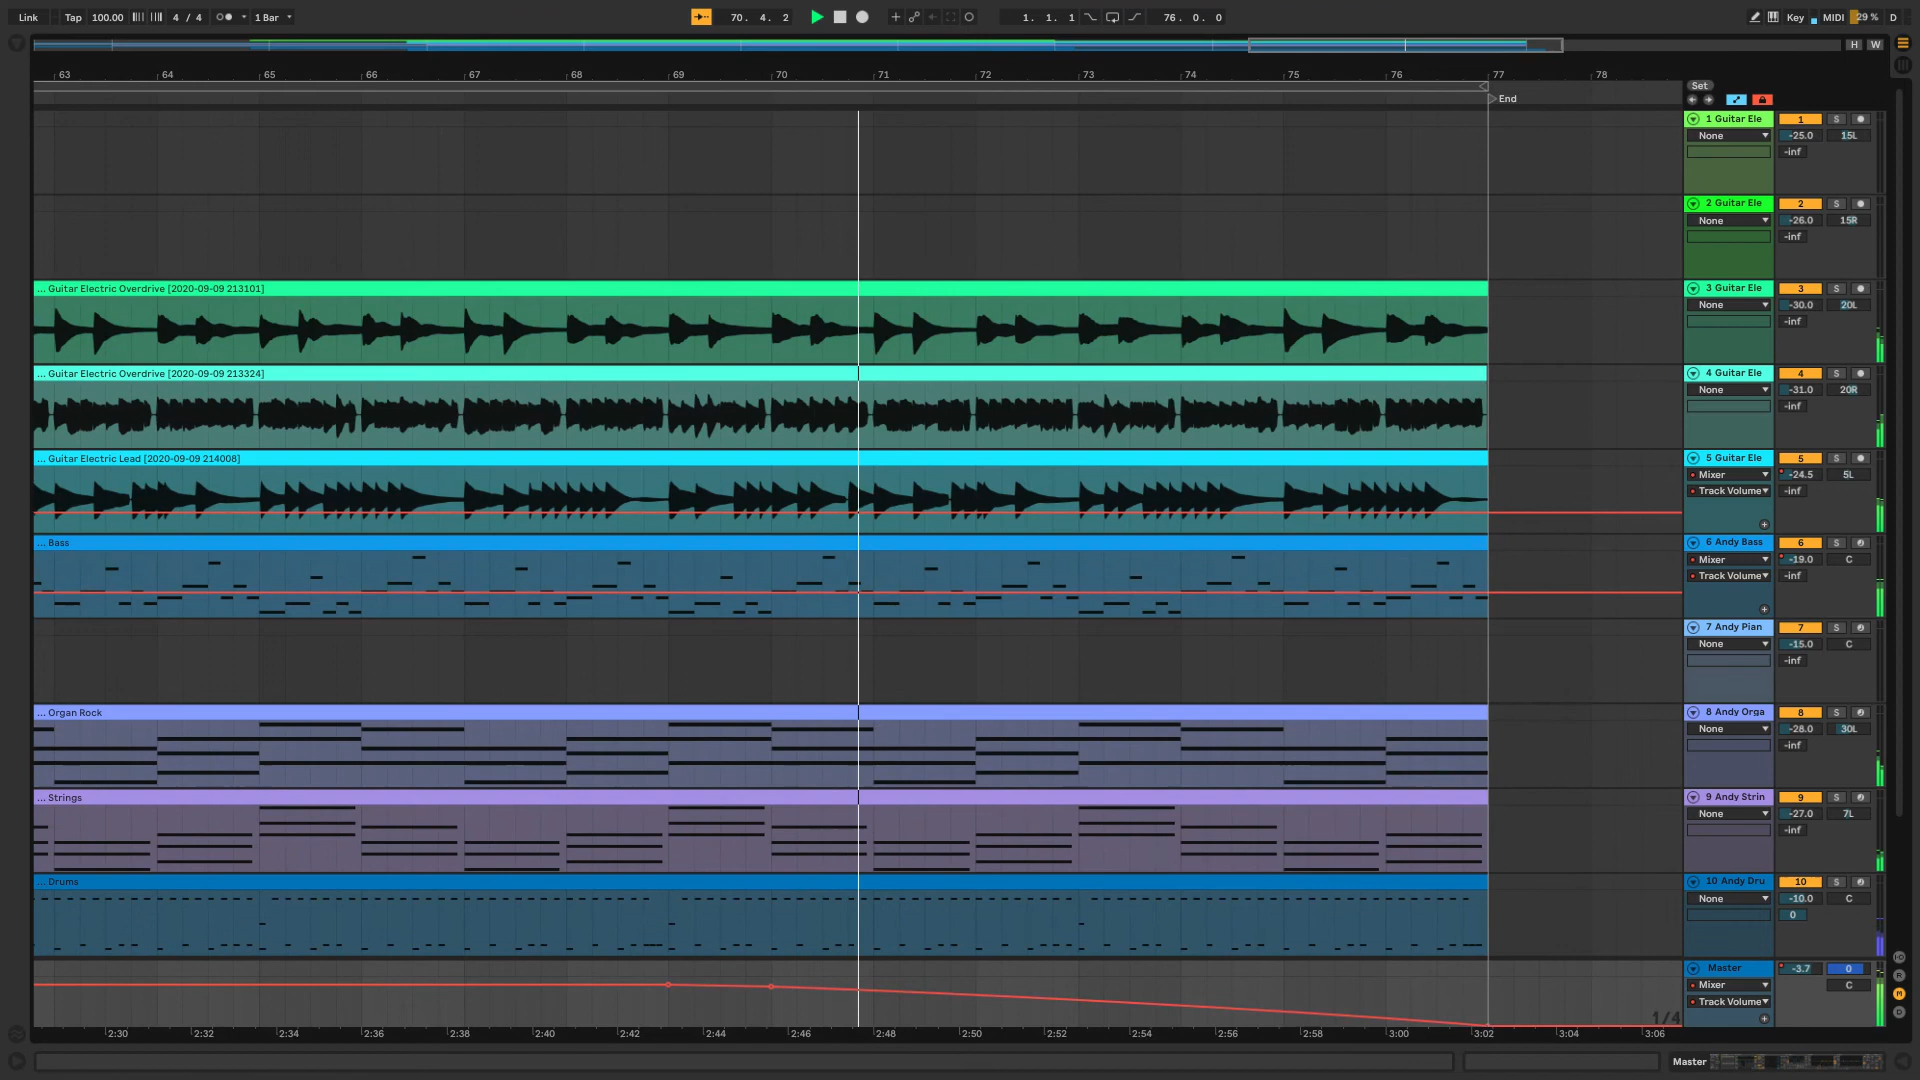 Link Tap 100.00 4 / 4 1 Bar 70. 4. 2 1. 1. 1 76. 0. 0 Key MIDI 29 % D
H W
63 64 65 66 67 68 69 70 71 72 73 74 75 76 77 78
Set
End
1 Guitar Ele 1 S
None -25.0 15L
-inf
2 Guitar Ele 2 S
None -26.0 15R
-inf
... Guitar Electric Overdrive [2020-09-09 213101] 3 Guitar Ele 3 S
None -30.0 20L
-inf
... Guitar Electric Overdrive [2020-09-09 213324] 4 Guitar Ele 4 S
None -31.0 20R
-inf
... Guitar Electric Lead [2020-09-09 214008] 5 Guitar Ele 5 S
Mixer -24.5 5L
Track Volume -inf
... Bass 6 Andy Bass 6 S
Mixer -19.0 C
Track Volume -inf
7 Andy Pian 7 S
None -15.0 C
-inf
... Organ Rock 8 Andy Orga 8 S
None -28.0 30L
-inf
... Strings 9 Andy Strin 9 S
None -27.0 7L
-inf
... Drums 10 Andy Dru 10 S
None -10.0 C
0
Master -3.7 0
Mixer C
Track Volume
1/4
2:30 2:32 2:34 2:36 2:38 2:40 2:42 2:44 2:46 2:48 2:50 2:52 2:54 2:56 2:58 3:00 3:02 3:04 3:06
R
M
D
Master